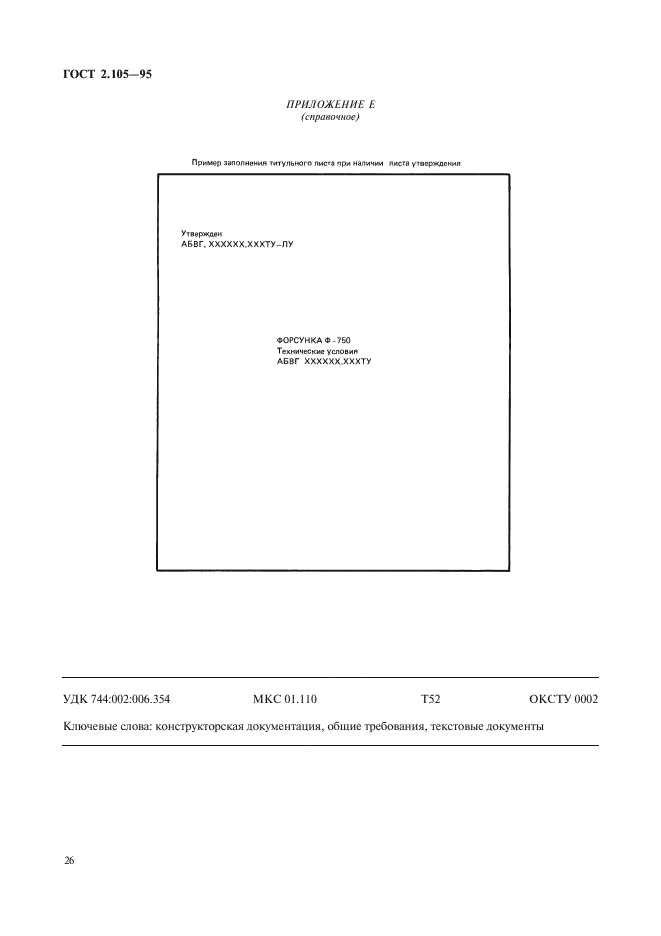 ГОСТ 2.105—95
ПРИЛОЖЕНИЕ Е
(справочное)
Пример заполнения титульного листа при наличии листа утверждения
Утвержден
АБВГ. XXXXXX.XXXТУ—ЛУ
ФОРСУНКА Ф-750
Технические условия
АБВГ XXXXXX.XXXТУ
УДК 744:002:006.354 МКС 01.110 Т52 ОКСТУ 0002
Ключевые слова: конструкторская документация, общие требования, текстовые документы
26